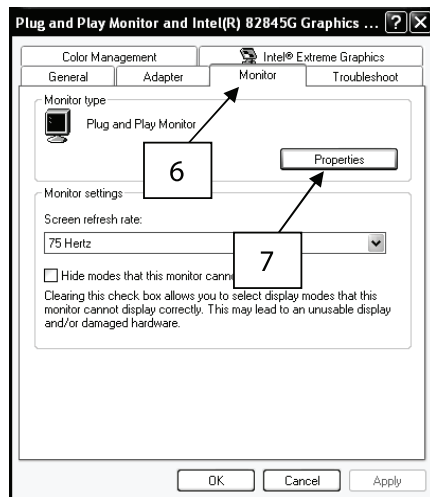 Plug and Play Monitor and Intel(R) 82845G Graphics ...
Color Management
Intel® Extreme Graphics
General
Adapter
Monitor
Troubleshoot
Monitor type
Plug and Play Monitor
6
Properties
Monitor settings
Screen refresh rate:
75 Hertz
7
Hide modes that this monitor
Clearing this check box allows you to select display modes that this
monitor cannot display correctly. This may lead to an unusable display
and/or damaged hardware.
OK
Cancel
Apply